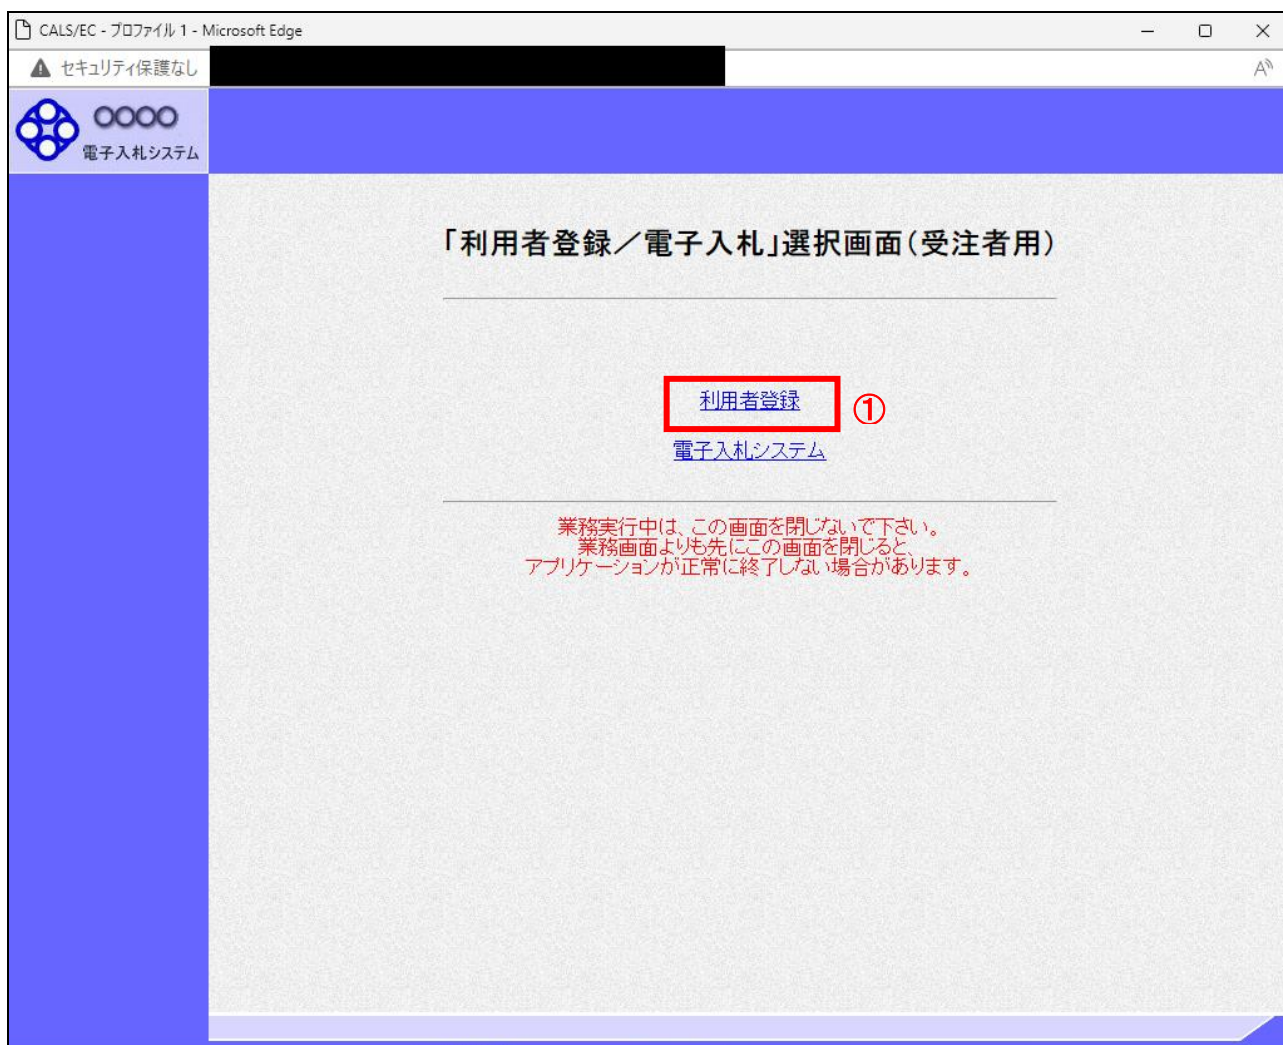 CALS/EC - プロファイル 1 - Microsoft Edge
セキュリティ保護なし
A
○○○○
電子入札システム
「利用者登録／電子入札」選択画面（受注者用）
利用者登録
①
電子入札システム
業務実行中は、この画面を閉じないで下さい。
業務画面よりも先にこの画面を閉じると、
アプリケーションが正常に終了しない場合があります。